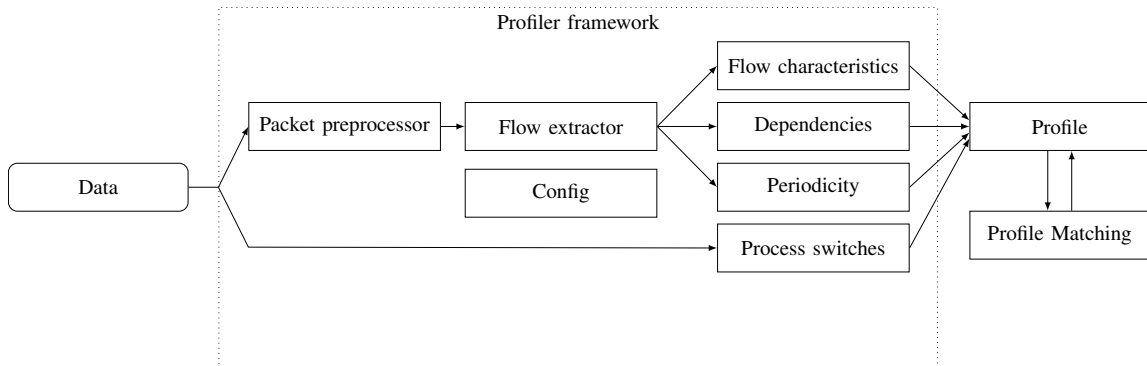 Profiler framework
Flow characteristics
Packet preprocessor
Flow extractor
Dependencies
Profile
Data
Config
Periodicity
Process switches
Profile Matching